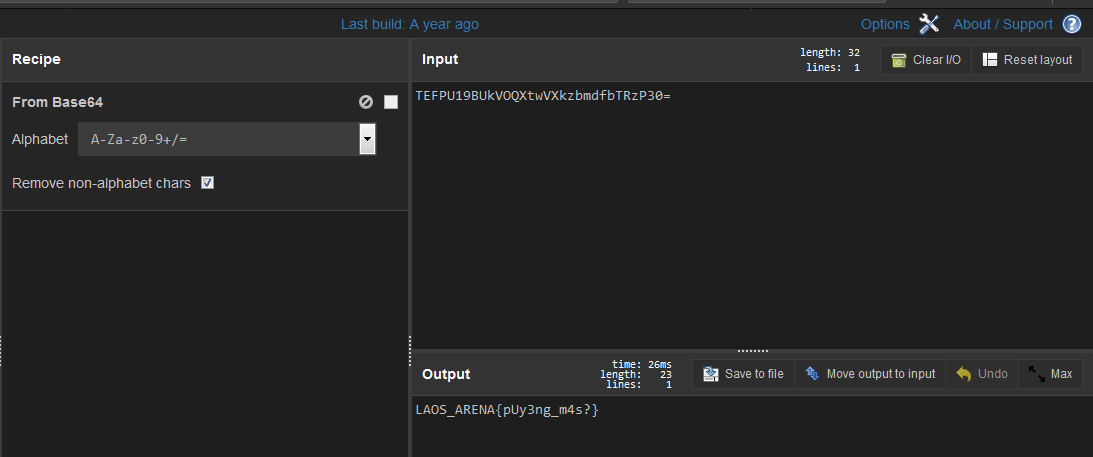 Last build: A year ago
Options
About / Support
?
Recipe
From Base64
Alphabet
A-Za-z0-9+/=
Remove non-alphabet chars
Input
length: 32
lines: 1
Clear I/O
Reset layout
TEFPU19BUkVOQXtwVXkzbmdfbTRzP30=
Output
time: 26ms
length: 23
lines: 1
Save to file
Move output to input
Undo
Max
LAOS_ARENA{pUy3ng_m4s?}